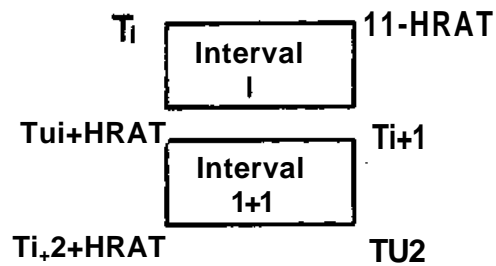 Ti 11-HRAT
Interval
I
Tui+HRAT Ti+1
Interval
1+1
Ti+2+HRAT TU2